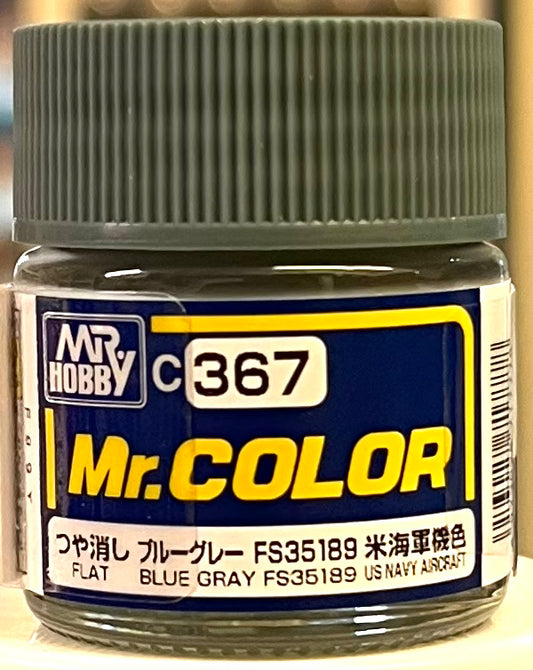 MR. HOBBY
C367
Mr.COLOR
つや消し ブルーグレー FS35189 米海軍機色
FLAT BLUE GRAY FS35189 US NAVY AIRCRAFT